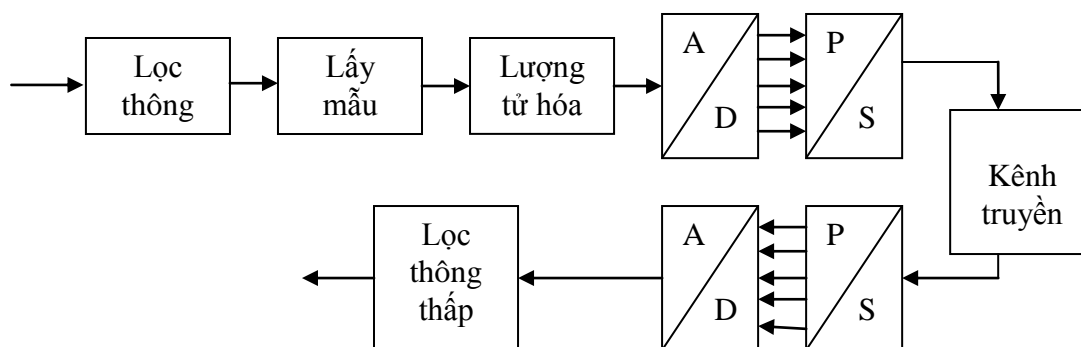 Lọc
thông
Lấy
mẫu
Lượng
tử hóa
A
D
P
S
Kênh
truyền
Lọc
thông
thấp
A
D
P
S